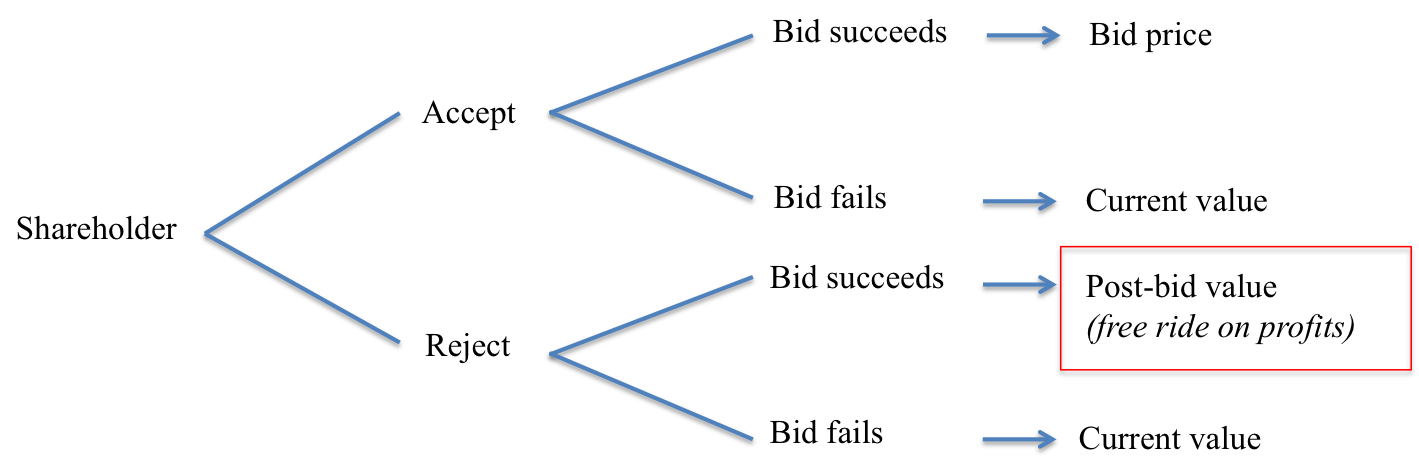 Bid succeeds
Bid price
Accept
Bid fails
Current value
Shareholder
Bid succeeds
Post-bid value
(free ride on profits)
Reject
Bid fails
Current value